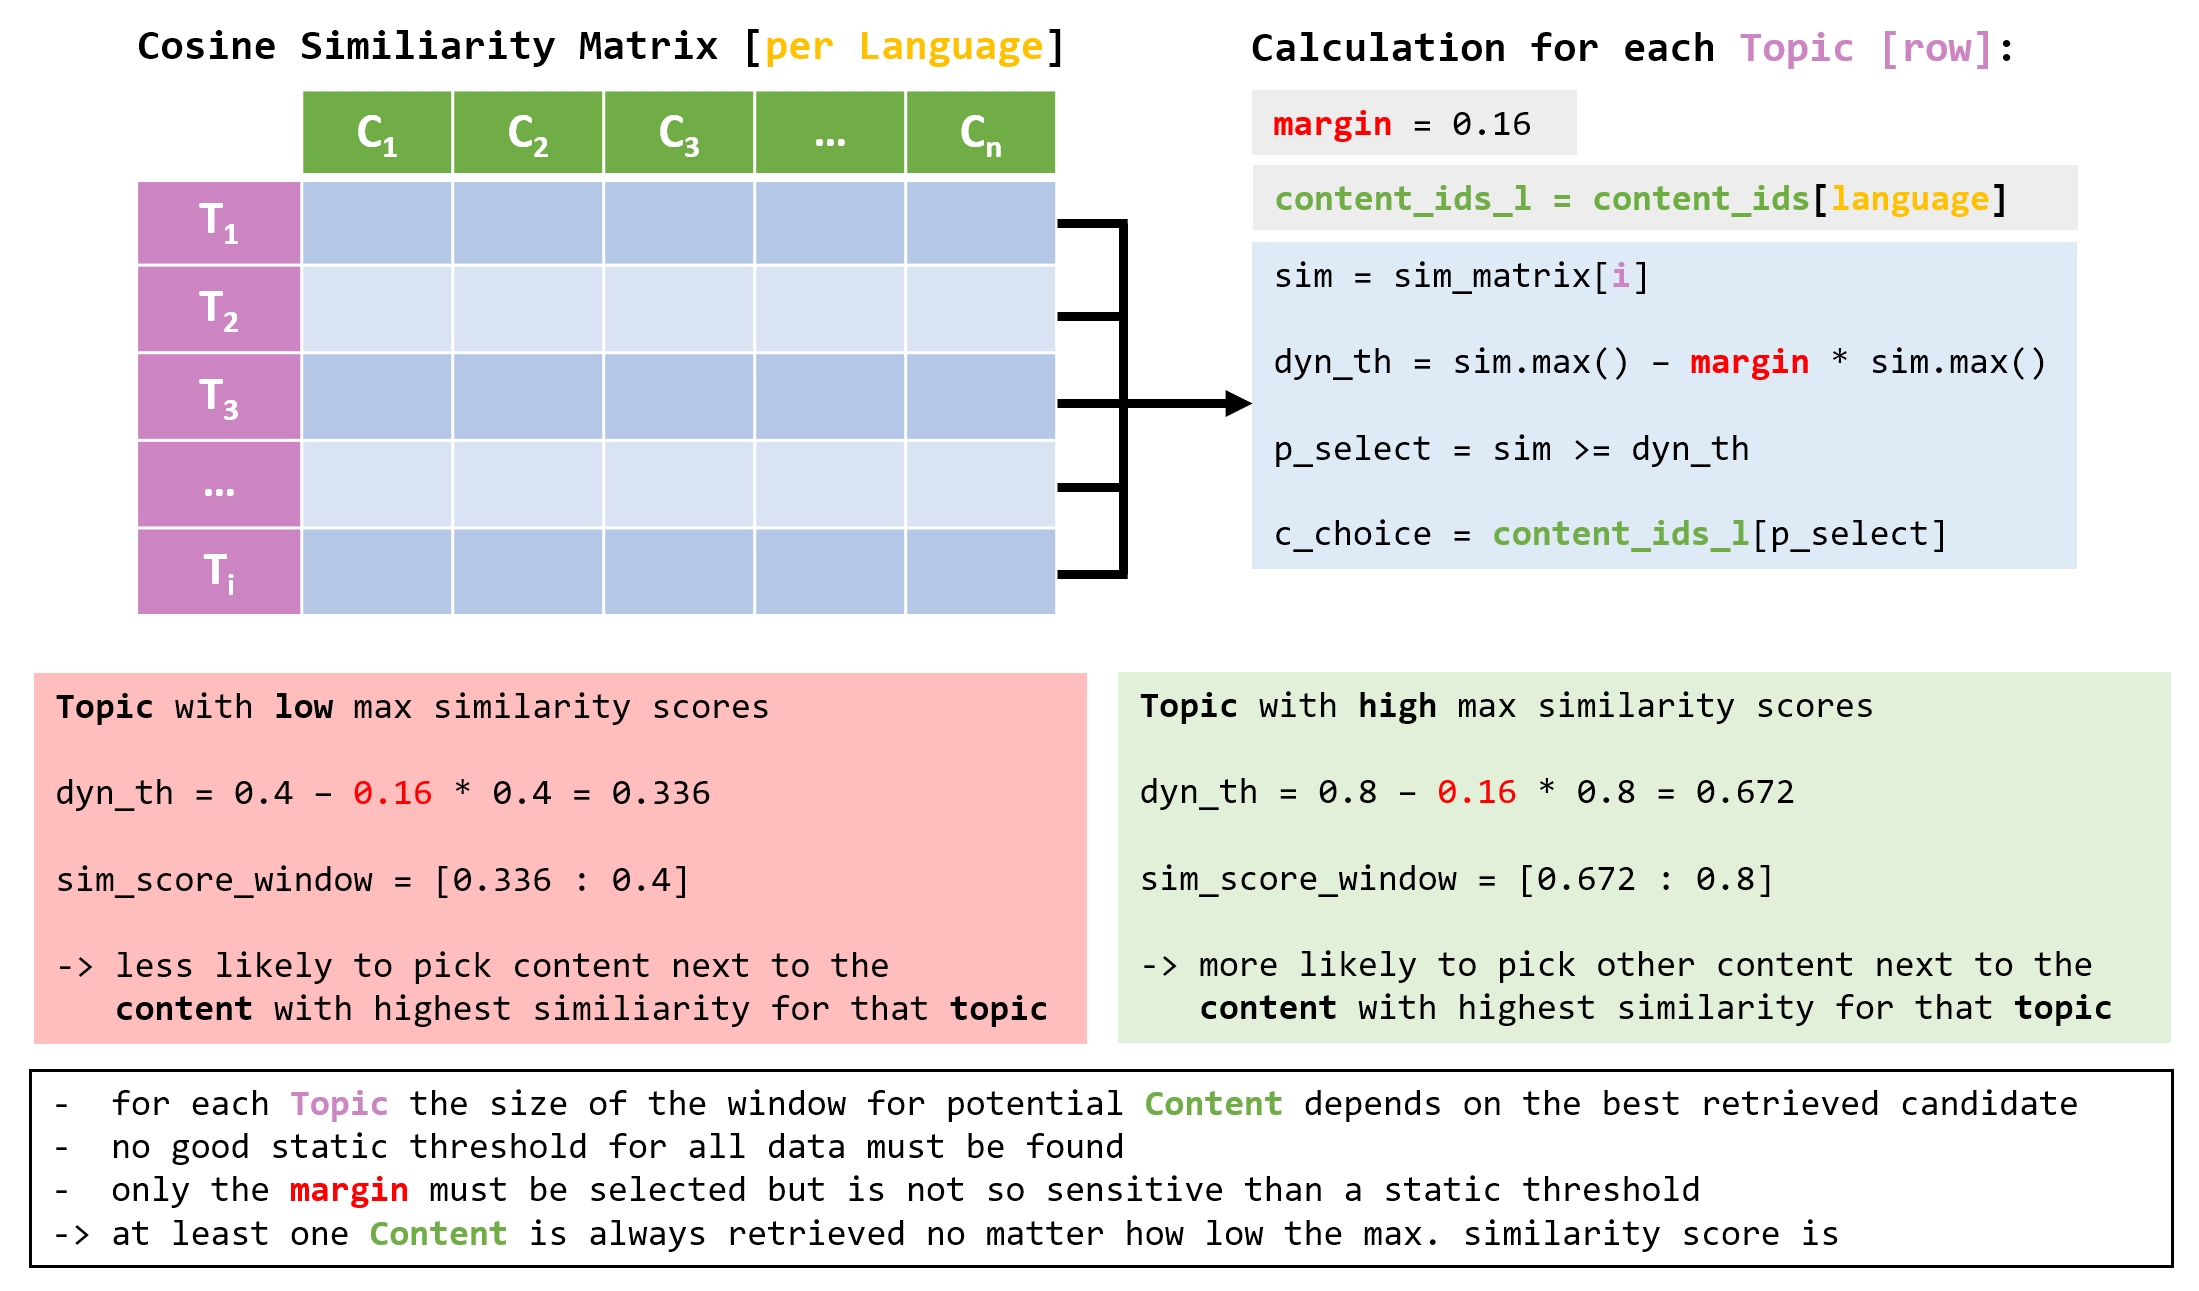 Cosine Similiarity Matrix [per Language]
C1 C2 C3 … Cn
T1
T2
T3
…
Ti
Calculation for each Topic [row]:
margin = 0.16
content_ids_l = content_ids[language]
sim = sim_matrix[i]
dyn_th = sim.max() – margin * sim.max()
p_select = sim >= dyn_th
c_choice = content_ids_l[p_select]
Topic with low max similarity scores
dyn_th = 0.4 – 0.16 * 0.4 = 0.336
sim_score_window = [0.336 : 0.4]
-> less likely to pick content next to the
content with highest similiarity for that topic
Topic with high max similarity scores
dyn_th = 0.8 – 0.16 * 0.8 = 0.672
sim_score_window = [0.672 : 0.8]
-> more likely to pick other content next to the
content with highest similarity for that topic
- for each Topic the size of the window for potential Content depends on the best retrieved candidate
- no good static threshold for all data must be found
- only the margin must be selected but is not so sensitive than a static threshold
-> at least one Content is always retrieved no matter how low the max. similarity score is